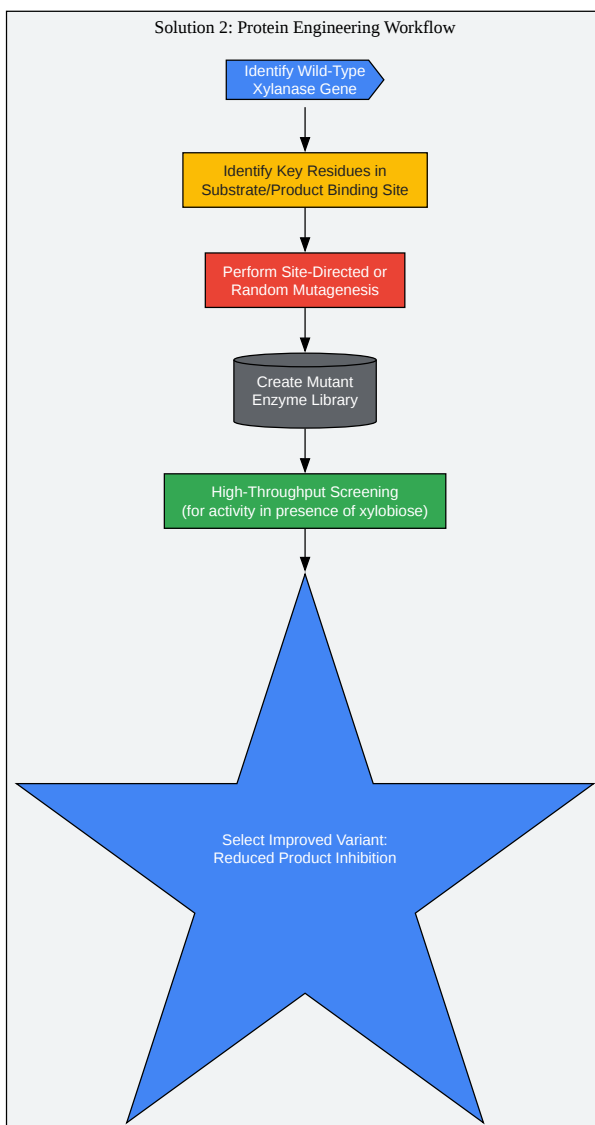 Solution 2: Protein Engineering Workflow
Identify Wild-Type
Xylanase Gene
Identify Key Residues in
Substrate/Product Binding Site
Perform Site-Directed or
Random Mutagenesis
Create Mutant
Enzyme Library
High-Throughput Screening
(for activity in presence of xylobiose)
Select Improved Variant:
Reduced Product Inhibition